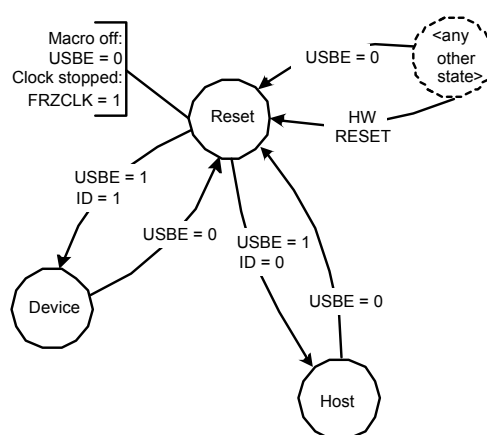 Macro off:
USBE = 0
Clock stopped:
FRZCLK = 1
<any
other
state>
USBE = 0
Reset
HW
RESET
USBE = 1
ID = 1
USBE = 0
USBE = 1
ID = 0
Device
USBE = 0
Host